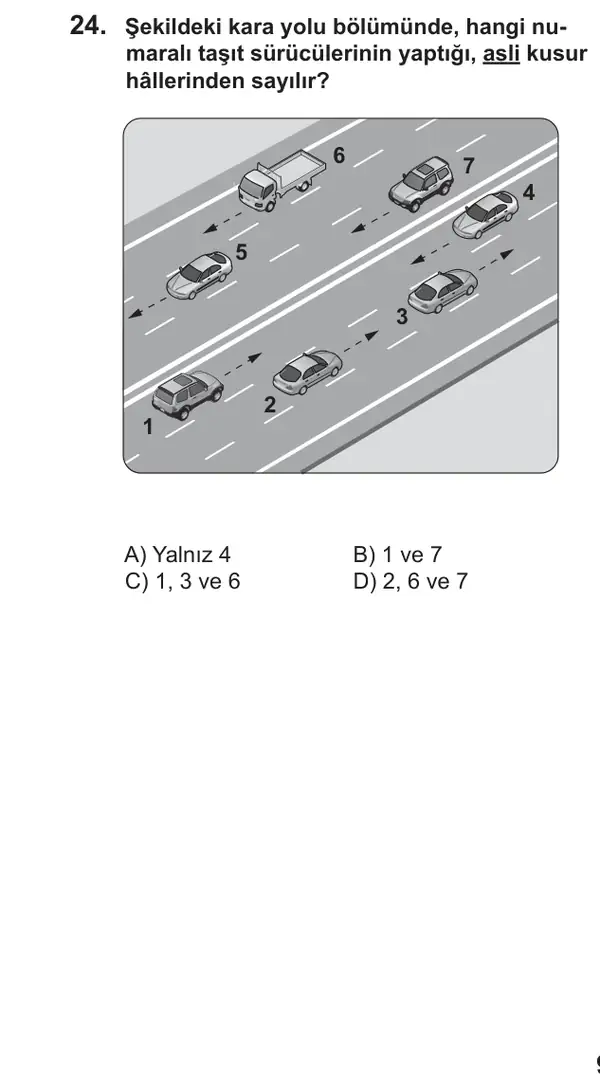 24. Şekildeki kara yolu bölümünde, hangi nu-
maralı taşıt sürücülerinin yaptığı, asli kusur
hâllerinden sayılır?
6
7
4
5
3
2
1
A) Yalnız 4
B) 1 ve 7
C) 1, 3 ve 6
D) 2, 6 ve 7